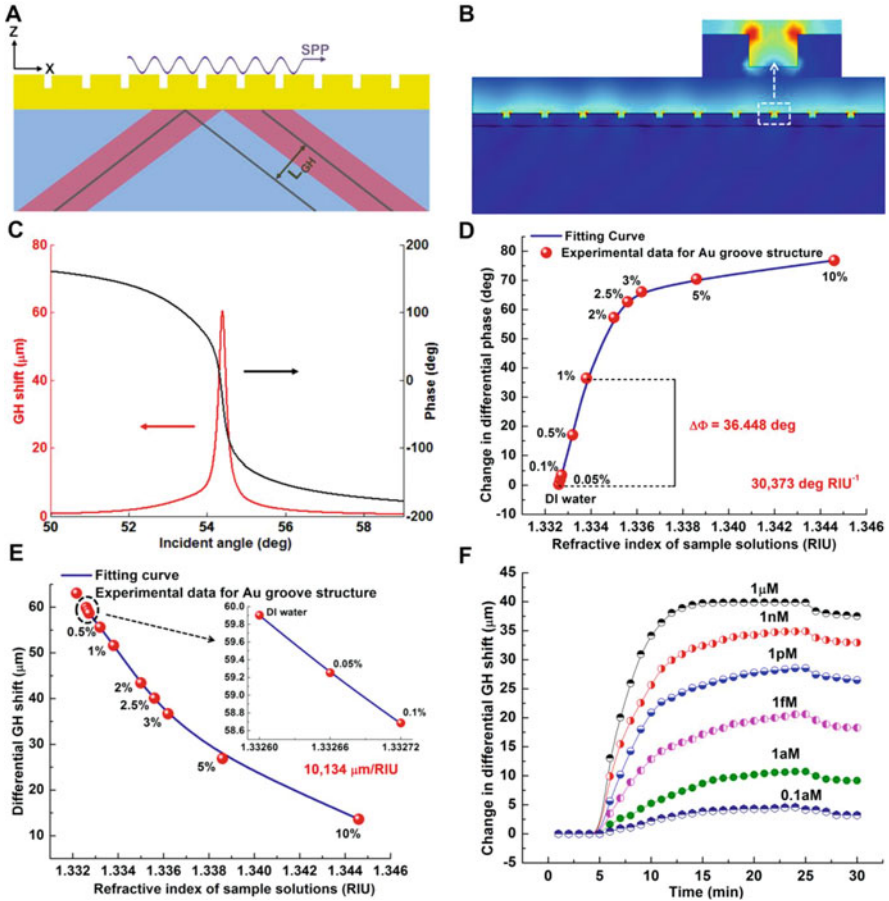 A
Z
X
SPP
L_GH
B
C
80
60
40
20
0
GH shift (μm)
200
100
0
-100
-200
Phase (deg)
50 52 54 56 58
Incident angle (deg)
D
Fitting Curve
Experimental data for Au groove structure
90
80
70
60
50
40
30
20
10
0
-10
Change in differential phase (deg)
10%
5%
3%
2.5%
2%
1%
0.5%
0.1%
0.05%
DI water
ΔΦ = 36.448 deg
30,373 deg RIU⁻¹
1.332 1.334 1.336 1.338 1.340 1.342 1.344 1.346
Refractive index of sample solutions (RIU)
E
Fitting curve
Experimental data for Au groove structure
60
50
40
30
20
10
Differential GH shift (μm)
0.5%
1%
2%
2.5%
3%
5%
10%
60.0
59.8
59.6
59.4
59.2
59.0
58.8
58.6
DI water
0.05%
0.1%
1.33260 1.33266 1.33272
10,134 μm/RIU
1.332 1.334 1.336 1.338 1.340 1.342 1.344 1.346
Refractive index of sample solutions (RIU)
F
45
40
35
30
25
20
15
10
5
0
-5
Change in differential GH shift (μm)
1μM
1nM
1pM
1fM
1aM
0.1aM
0 5 10 15 20 25 30
Time (min)